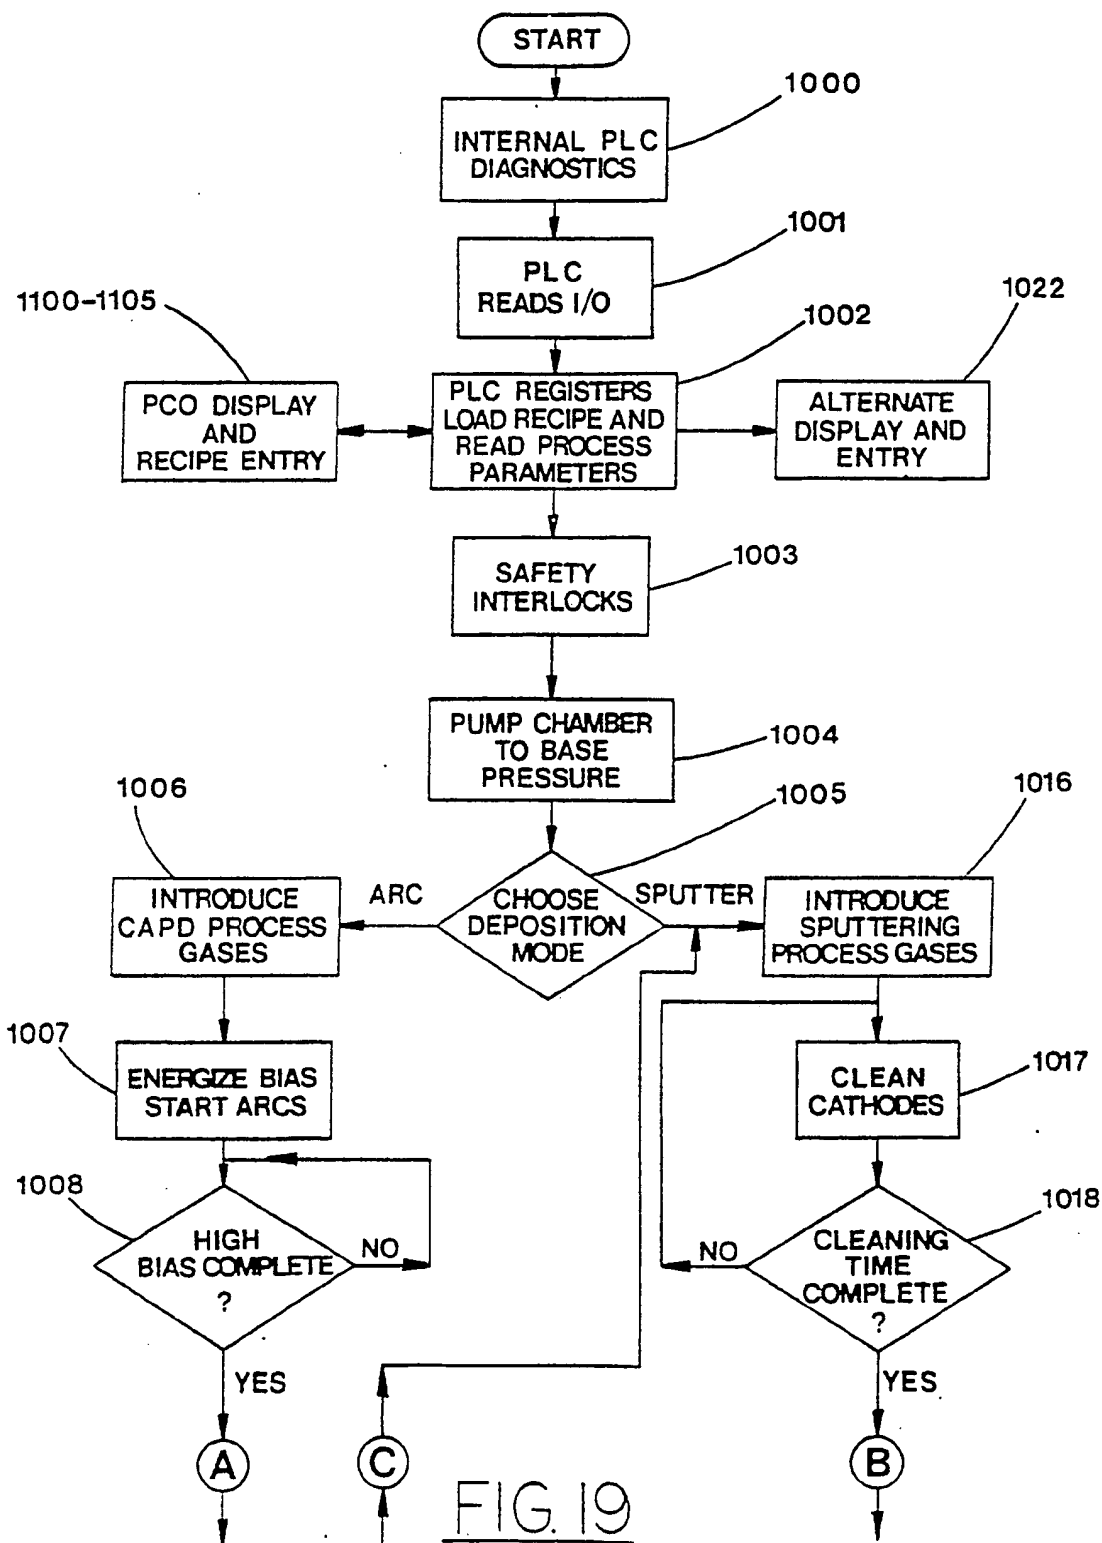 START
1000
INTERNAL PLC
DIAGNOSTICS
1001
PLC
READS I/O
1100-1105
1002
1022
PCO DISPLAY
AND
RECIPE ENTRY
PLC REGISTERS
LOAD RECIPE AND
READ PROCESS
PARAMETERS
ALTERNATE
DISPLAY AND
ENTRY
1003
SAFETY
INTERLOCKS
1004
PUMP CHAMBER
TO BASE
PRESSURE
1006
1005
1016
INTRODUCE
CAPD PROCESS
GASES
ARC
CHOOSE
DEPOSITION
MODE
SPUTTER
INTRODUCE
SPUTTERING
PROCESS GASES
1007
ENERGIZE BIAS
START ARCS
1017
CLEAN
CATHODES
1008
HIGH
BIAS COMPLETE
?
NO
1018
NO
CLEANING
TIME
COMPLETE
?
YES
YES
A
C
B
FIG. 19